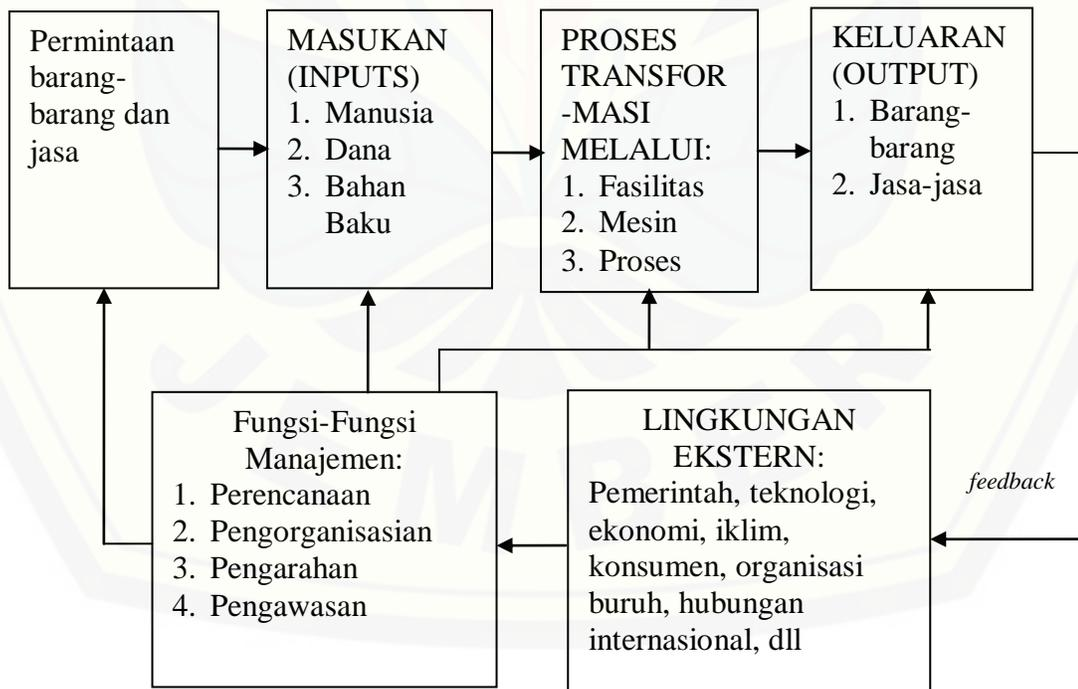 Permintaan
barang-
barang dan
jasa
MASUKAN
(INPUTS)
1. Manusia
2. Dana
3. Bahan
Baku
PROSES
TRANSFOR
-MASI
MELALUI:
1. Fasilitas
2. Mesin
3. Proses
KELUARAN
(OUTPUT)
1. Barang-
barang
2. Jasa-jasa
Fungsi-Fungsi
Manajemen:
1. Perencanaan
2. Pengorganisasian
3. Pengarahan
4. Pengawasan
LINGKUNGAN
EKSTERN:
Pemerintah, teknologi,
ekonomi, iklim,
konsumen, organisasi
buruh, hubungan
internasional, dll
feedback
JEMBER